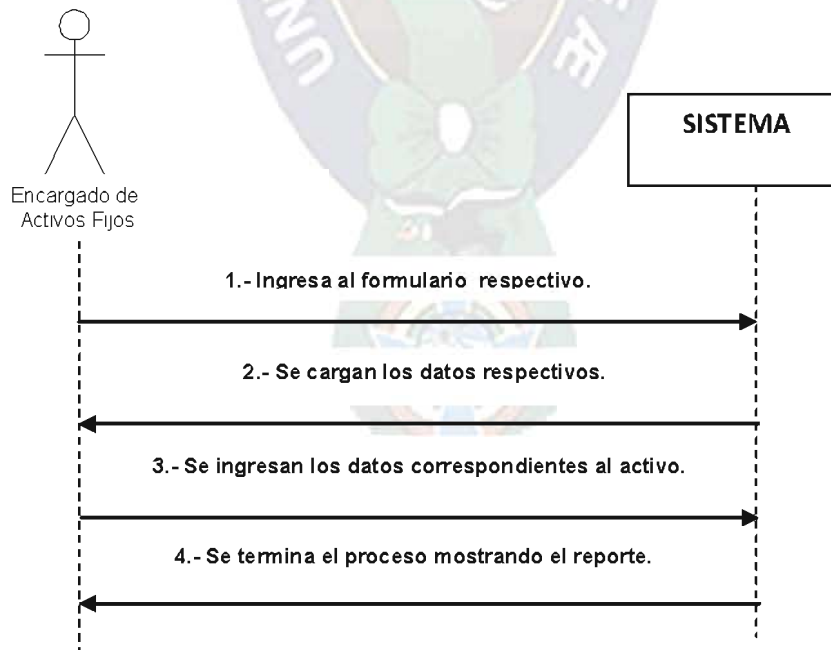 UN
Æ
SISTEMA
Encargado de
Activos Fijos
1.- Ingresa al formulario respectivo.
2.- Se cargan los datos respectivos.
3.- Se ingresan los datos correspondientes al activo.
4.- Se termina el proceso mostrando el reporte.